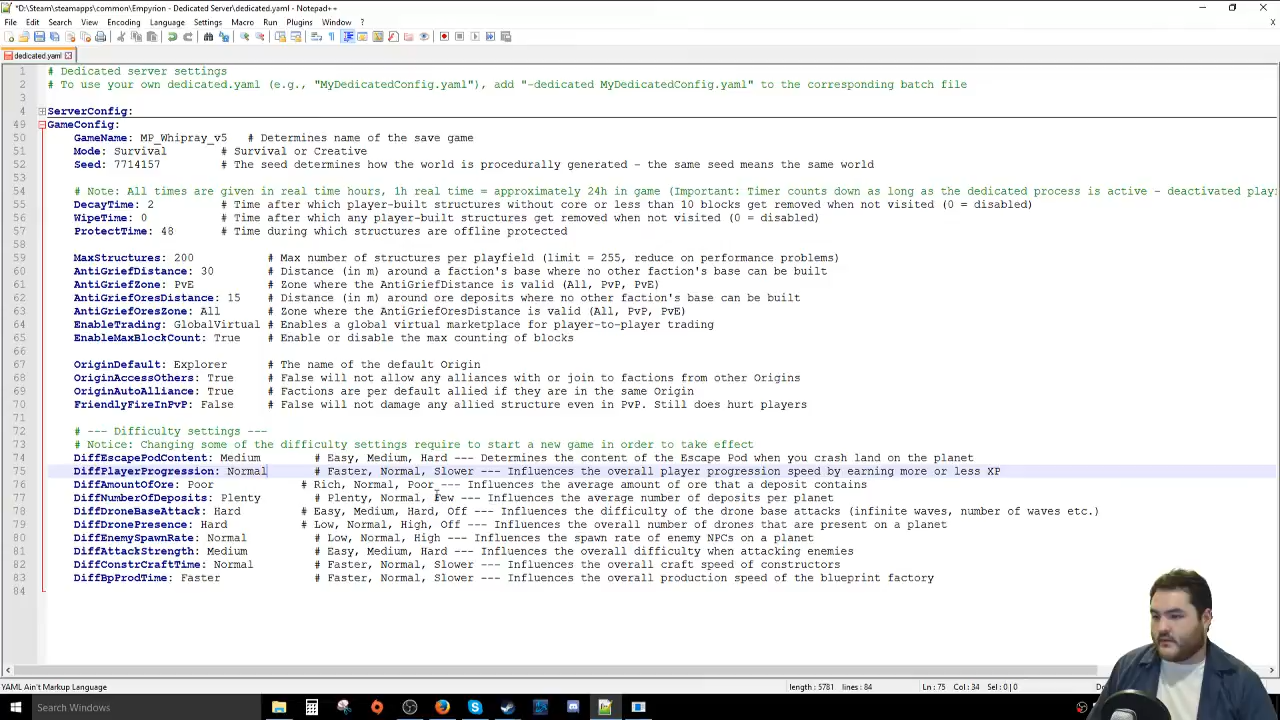 *D:\Steam\steamapps\common\Empyrion - Dedicated Server\dedicated.yaml - Notepad++
File Edit Search View Encoding Language Settings Macro Run Plugins Window ?
X
dedicated.yaml
1 # Dedicated server settings
2 # To use your own dedicated.yaml (e.g., "MyDedicatedConfig.yaml"), add "-dedicated MyDedicatedConfig.yaml" to the corresponding batch file
3
4 ServerConfig:
49 GameConfig:
50 GameName: MP_Whipray_v5 # Determines name of the save game
51 Mode: Survival # Survival or Creative
52 Seed: 7714157 # The seed determines how the world is procedurally generated - the same seed means the same world
53
54 # Note: All times are given in real time hours, 1h real time = approximately 24h in game (Important: Timer counts down as long as the dedicated process is active - deactivated play
55 DecayTime: 2 # Time after which player-built structures without core or less than 10 blocks get removed when not visited (0 = disabled)
56 WipeTime: 0 # Time after which any player-built structures get removed when not visited (0 = disabled)
57 ProtectTime: 48 # Time during which structures are offline protected
58
59 MaxStructures: 200 # Max number of structures per playfield (limit = 255, reduce on performance problems)
60 AntiGriefDistance: 30 # Distance (in m) around a faction's base where no other faction's base can be built
61 AntiGriefZone: PvE # Zone where the AntiGriefDistance is valid (All, PvP, PvE)
62 AntiGriefOresDistance: 15 # Distance (in m) around ore deposits where no other faction's base can be built
63 AntiGriefOresZone: All # Zone where the AntiGriefOresDistance is valid (All, PvP, PvE)
64 EnableTrading: GlobalVirtual # Enables a global virtual marketplace for player-to-player trading
65 EnableMaxBlockCount: True # Enable or disable the max counting of blocks
66
67 OriginDefault: Explorer # The name of the default Origin
68 OriginAccessOthers: True # False will not allow any alliances with or join to factions from other Origins
69 OriginAutoAlliance: True # Factions are per default allied if they are in the same Origin
70 FriendlyFireInPvP: False # False will not damage any allied structure even in PvP. Still does hurt players
71
72 # --- Difficulty settings ---
73 # Notice: Changing some of the difficulty settings require to start a new game in order to take effect
74 DiffEscapePodContent: Medium # Easy, Medium, Hard --- Determines the content of the Escape Pod when you crash land on the planet
75 DiffPlayerProgression: Normal # Faster, Normal, Slower --- Influences the overall player progression speed by earning more or less XP
76 DiffAmountOfOre: Poor # Rich, Normal, Poor --- Influences the average amount of ore that a deposit contains
77 DiffNumberOfDeposits: Plenty # Plenty, Normal, Few --- Influences the average number of deposits per planet
78 DiffDroneBaseAttack: Hard # Easy, Medium, Hard, Off --- Influences the difficulty of the drone base attacks (infinite waves, number of waves etc.)
79 DiffDronePresence: Hard # Low, Normal, High, Off --- Influences the overall number of drones that are present on a planet
80 DiffEnemySpawnRate: Normal # Low, Normal, High --- Influences the spawn rate of enemy NPCs on a planet
81 DiffAttackStrength: Medium # Easy, Medium, Hard --- Influences the overall difficulty when attacking enemies
82 DiffConstrCraftTime: Normal # Faster, Normal, Slower --- Influences the overall craft speed of constructors
83 DiffBpProdTime: Faster # Faster, Normal, Slower --- Influences the overall production speed of the blueprint factory
84
YAML Ain't Markup Language length : 5781 lines : 84 Ln : 75 Col : 34 Sel : 0 | 0
Search Windows